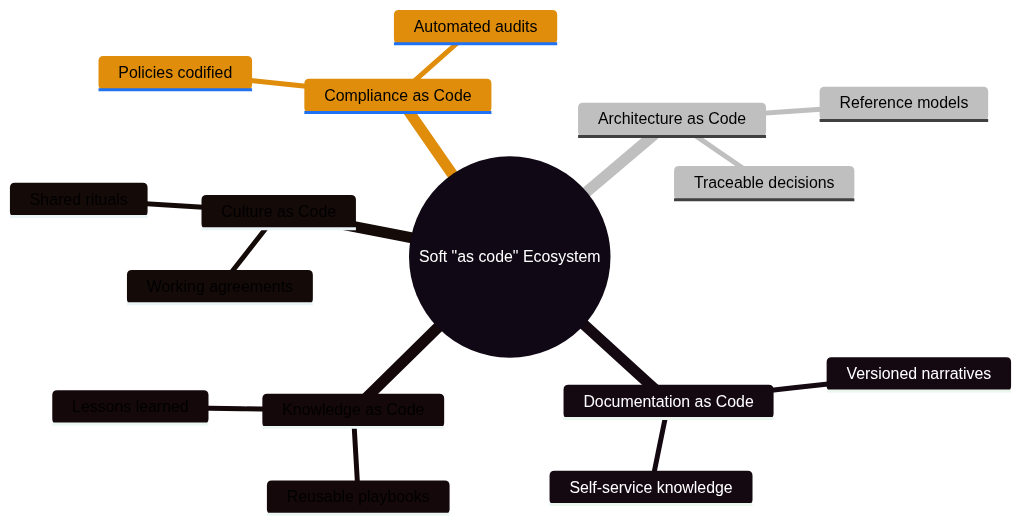 Automated audits
Policies codified
Compliance as Code
Reference models
Architecture as Code
Traceable decisions
Shared rituals
Culture as Code
Working agreements
Soft "as code" Ecosystem
Versioned narratives
Documentation as Code
Lessons learned
Knowledge as Code
Self-service knowledge
Reusable playbooks